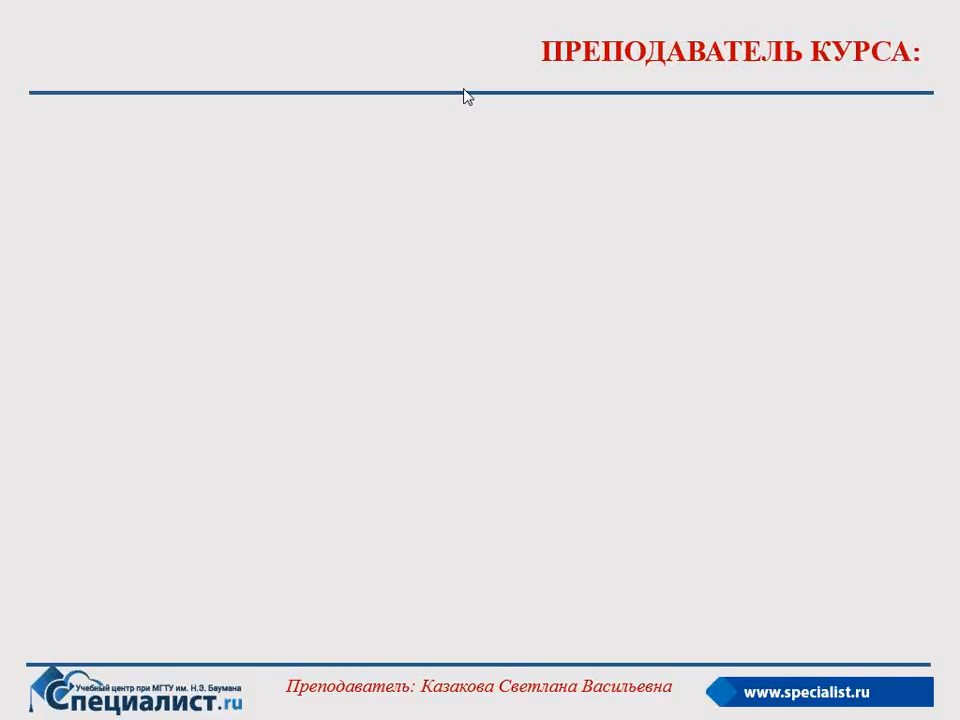 ПРЕПОДАВАТЕЛЬ КУРСА:
Учебный центр при МГТУ им. Н.Э. Баумана
Специалист.ru
Преподаватель: Казакова Светлана Васильевна
www.specialist.ru